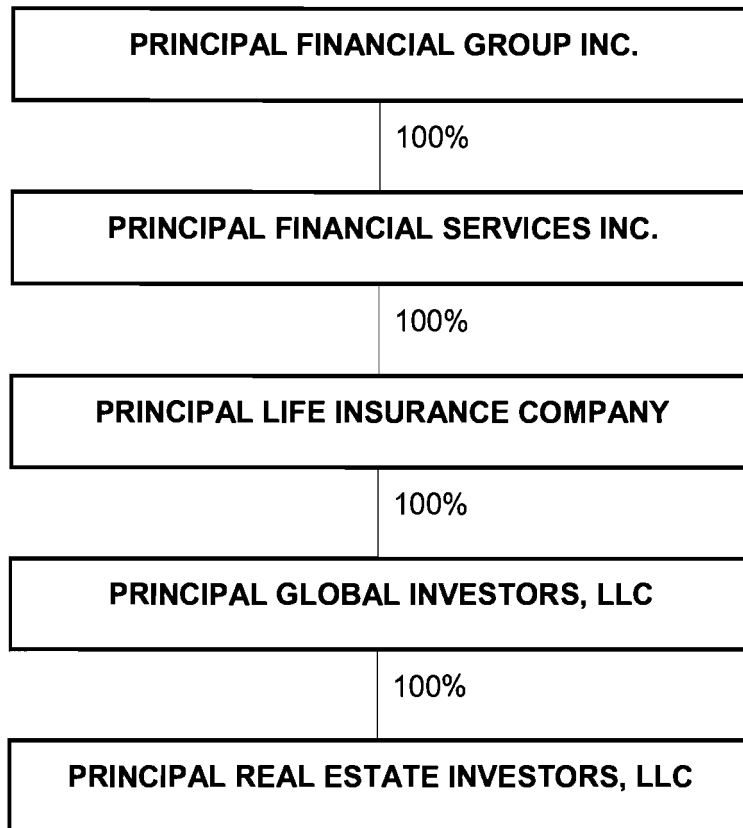 PRINCIPAL FINANCIAL GROUP INC.
100%
PRINCIPAL FINANCIAL SERVICES INC.
100%
PRINCIPAL LIFE INSURANCE COMPANY
100%
PRINCIPAL GLOBAL INVESTORS, LLC
100%
PRINCIPAL REAL ESTATE INVESTORS, LLC